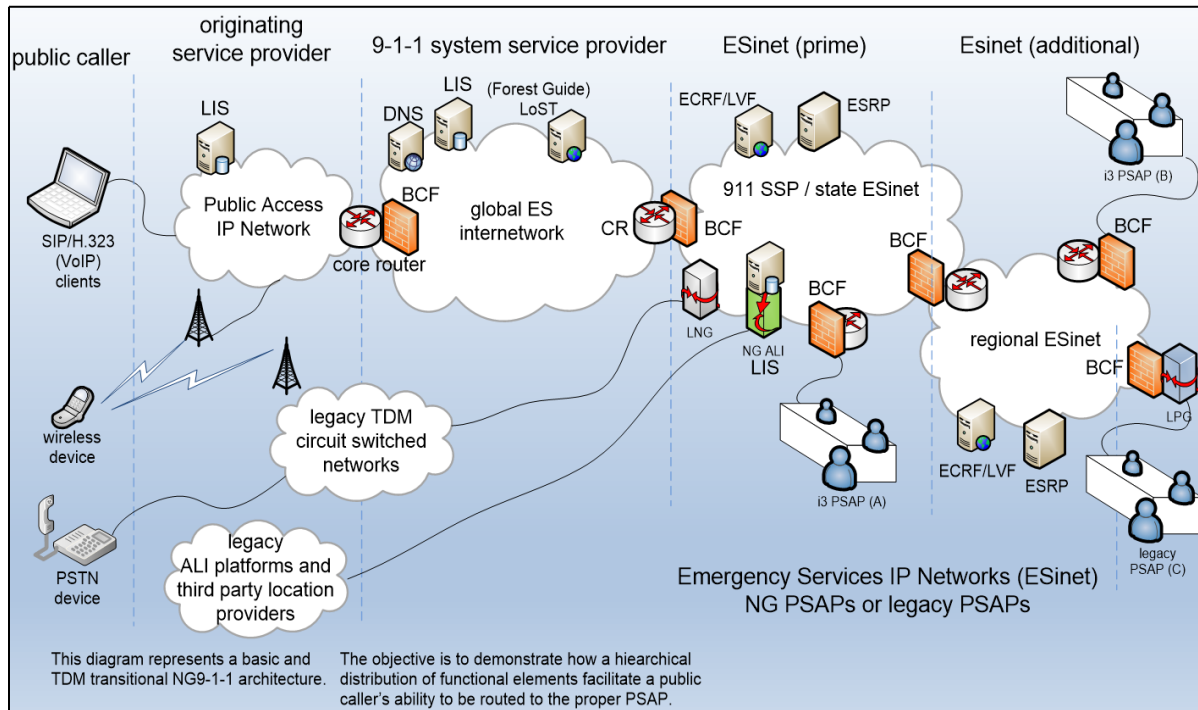 public caller
originating
service provider
9-1-1 system service provider
ESinet (prime)
Esinet (additional)
LIS
DNS
LIS
(Forest Guide)
LoST
ECRF/LVF
ESRP
i3 PSAP (B)
SIP/H.323
(VoIP)
clients
Public Access
IP Network
BCF
core router
global ES
internetwork
CR
BCF
911 SSP / state ESinet
BCF
BCF
LNG
NG ALI
LIS
BCF
regional ESinet
BCF
LPG
wireless
device
legacy TDM
circuit switched
networks
i3 PSAP (A)
ECRF/LVF
ESRP
legacy
PSAP (C)
PSTN
device
legacy
ALI platforms and
third party location
providers
Emergency Services IP Networks (ESinet)
NG PSAPs or legacy PSAPs
This diagram represents a basic and
TDM transitional NG9-1-1 architecture.
The objective is to demonstrate how a hierarchical
distribution of functional elements facilitate a public
caller's ability to be routed to the proper PSAP.